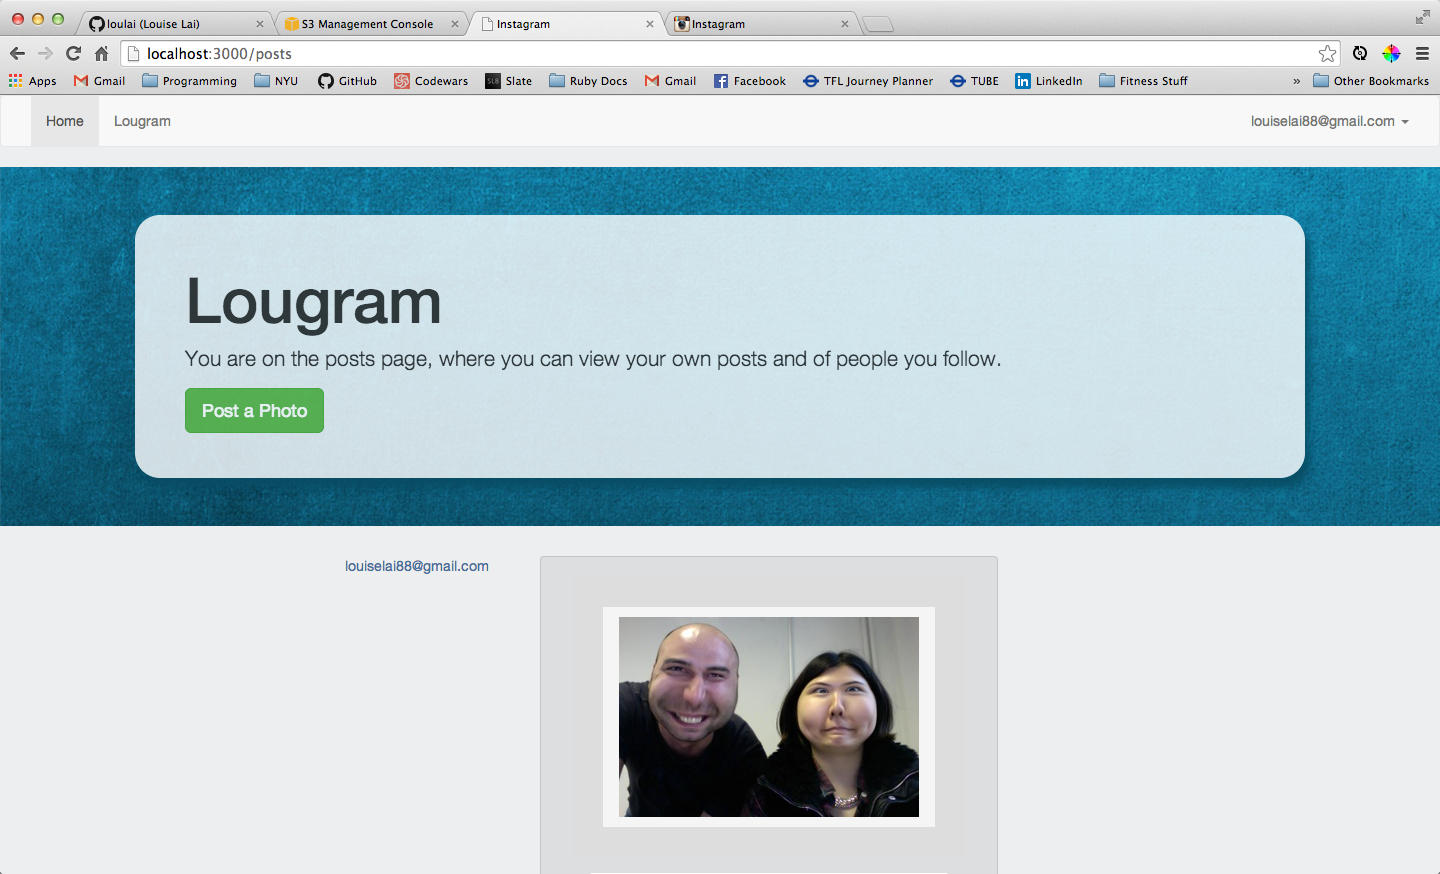 loulai (Louise Lai)
S3 Management Console
Instagram
Instagram
localhost:3000/posts
Apps
Gmail
Programming
NYU
GitHub
Codewars
SLB
Slate
Ruby Docs
Gmail
Facebook
TFL Journey Planner
TUBE
LinkedIn
Fitness Stuff
»
Other Bookmarks
Home
Lougram
louiselai88@gmail.com
Lougram
You are on the posts page, where you can view your own posts and of people you follow.
Post a Photo
louiselai88@gmail.com